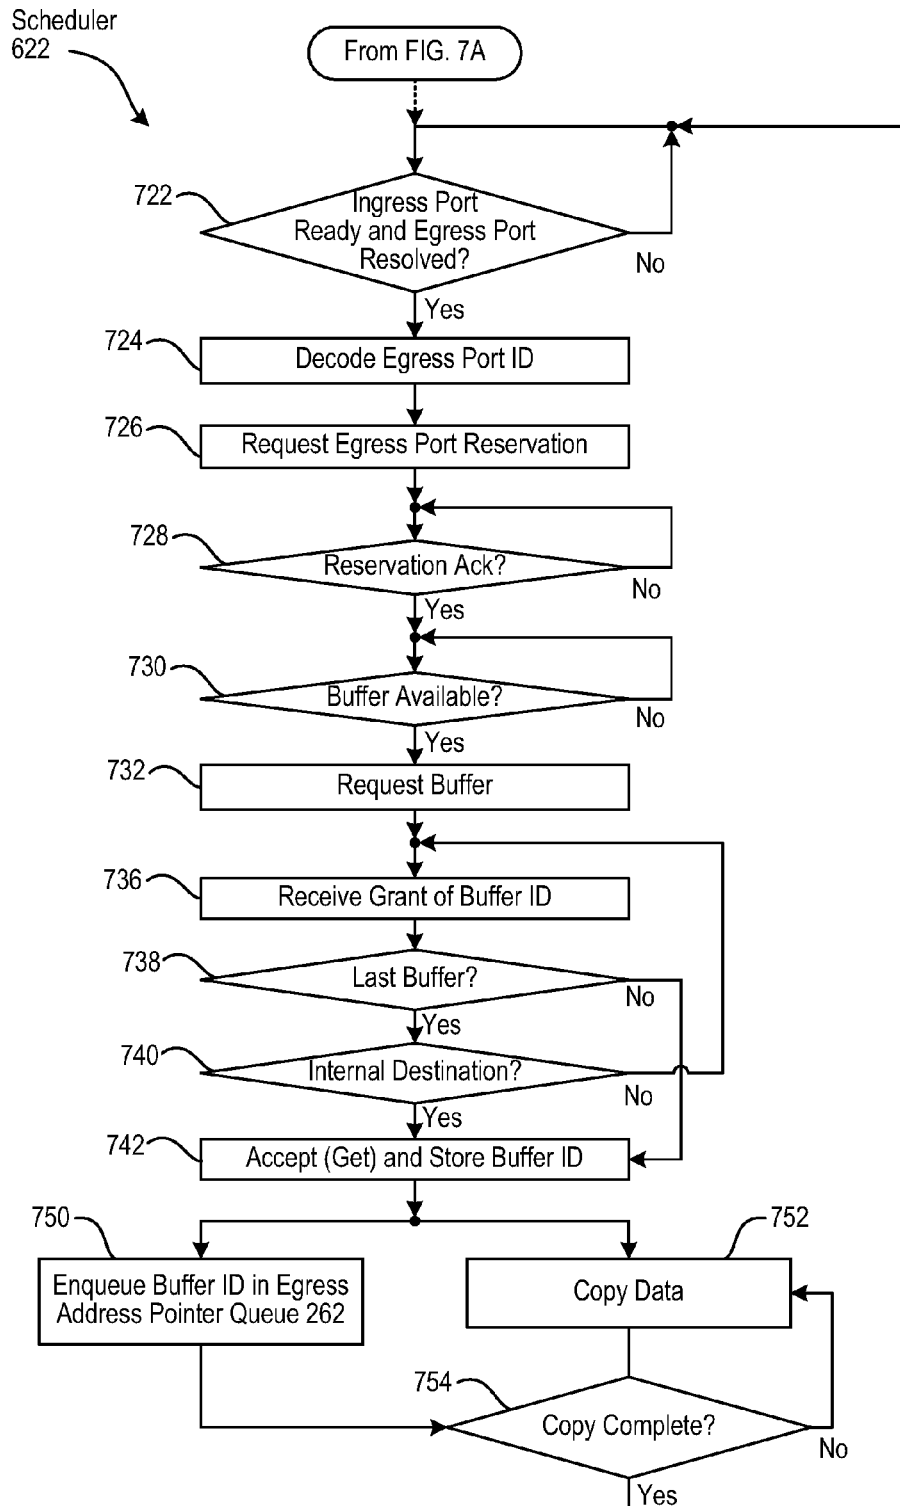 Scheduler
622
From FIG. 7A
722
Ingress Port
Ready and Egress Port
Resolved?
No
Yes
724
Decode Egress Port ID
726
Request Egress Port Reservation
728
Reservation Ack?
No
Yes
730
Buffer Available?
No
Yes
732
Request Buffer
736
Receive Grant of Buffer ID
738
Last Buffer?
No
Yes
740
Internal Destination?
No
Yes
742
Accept (Get) and Store Buffer ID
750
752
Enqueue Buffer ID in Egress
Address Pointer Queue 262
Copy Data
754
Copy Complete?
No
Yes